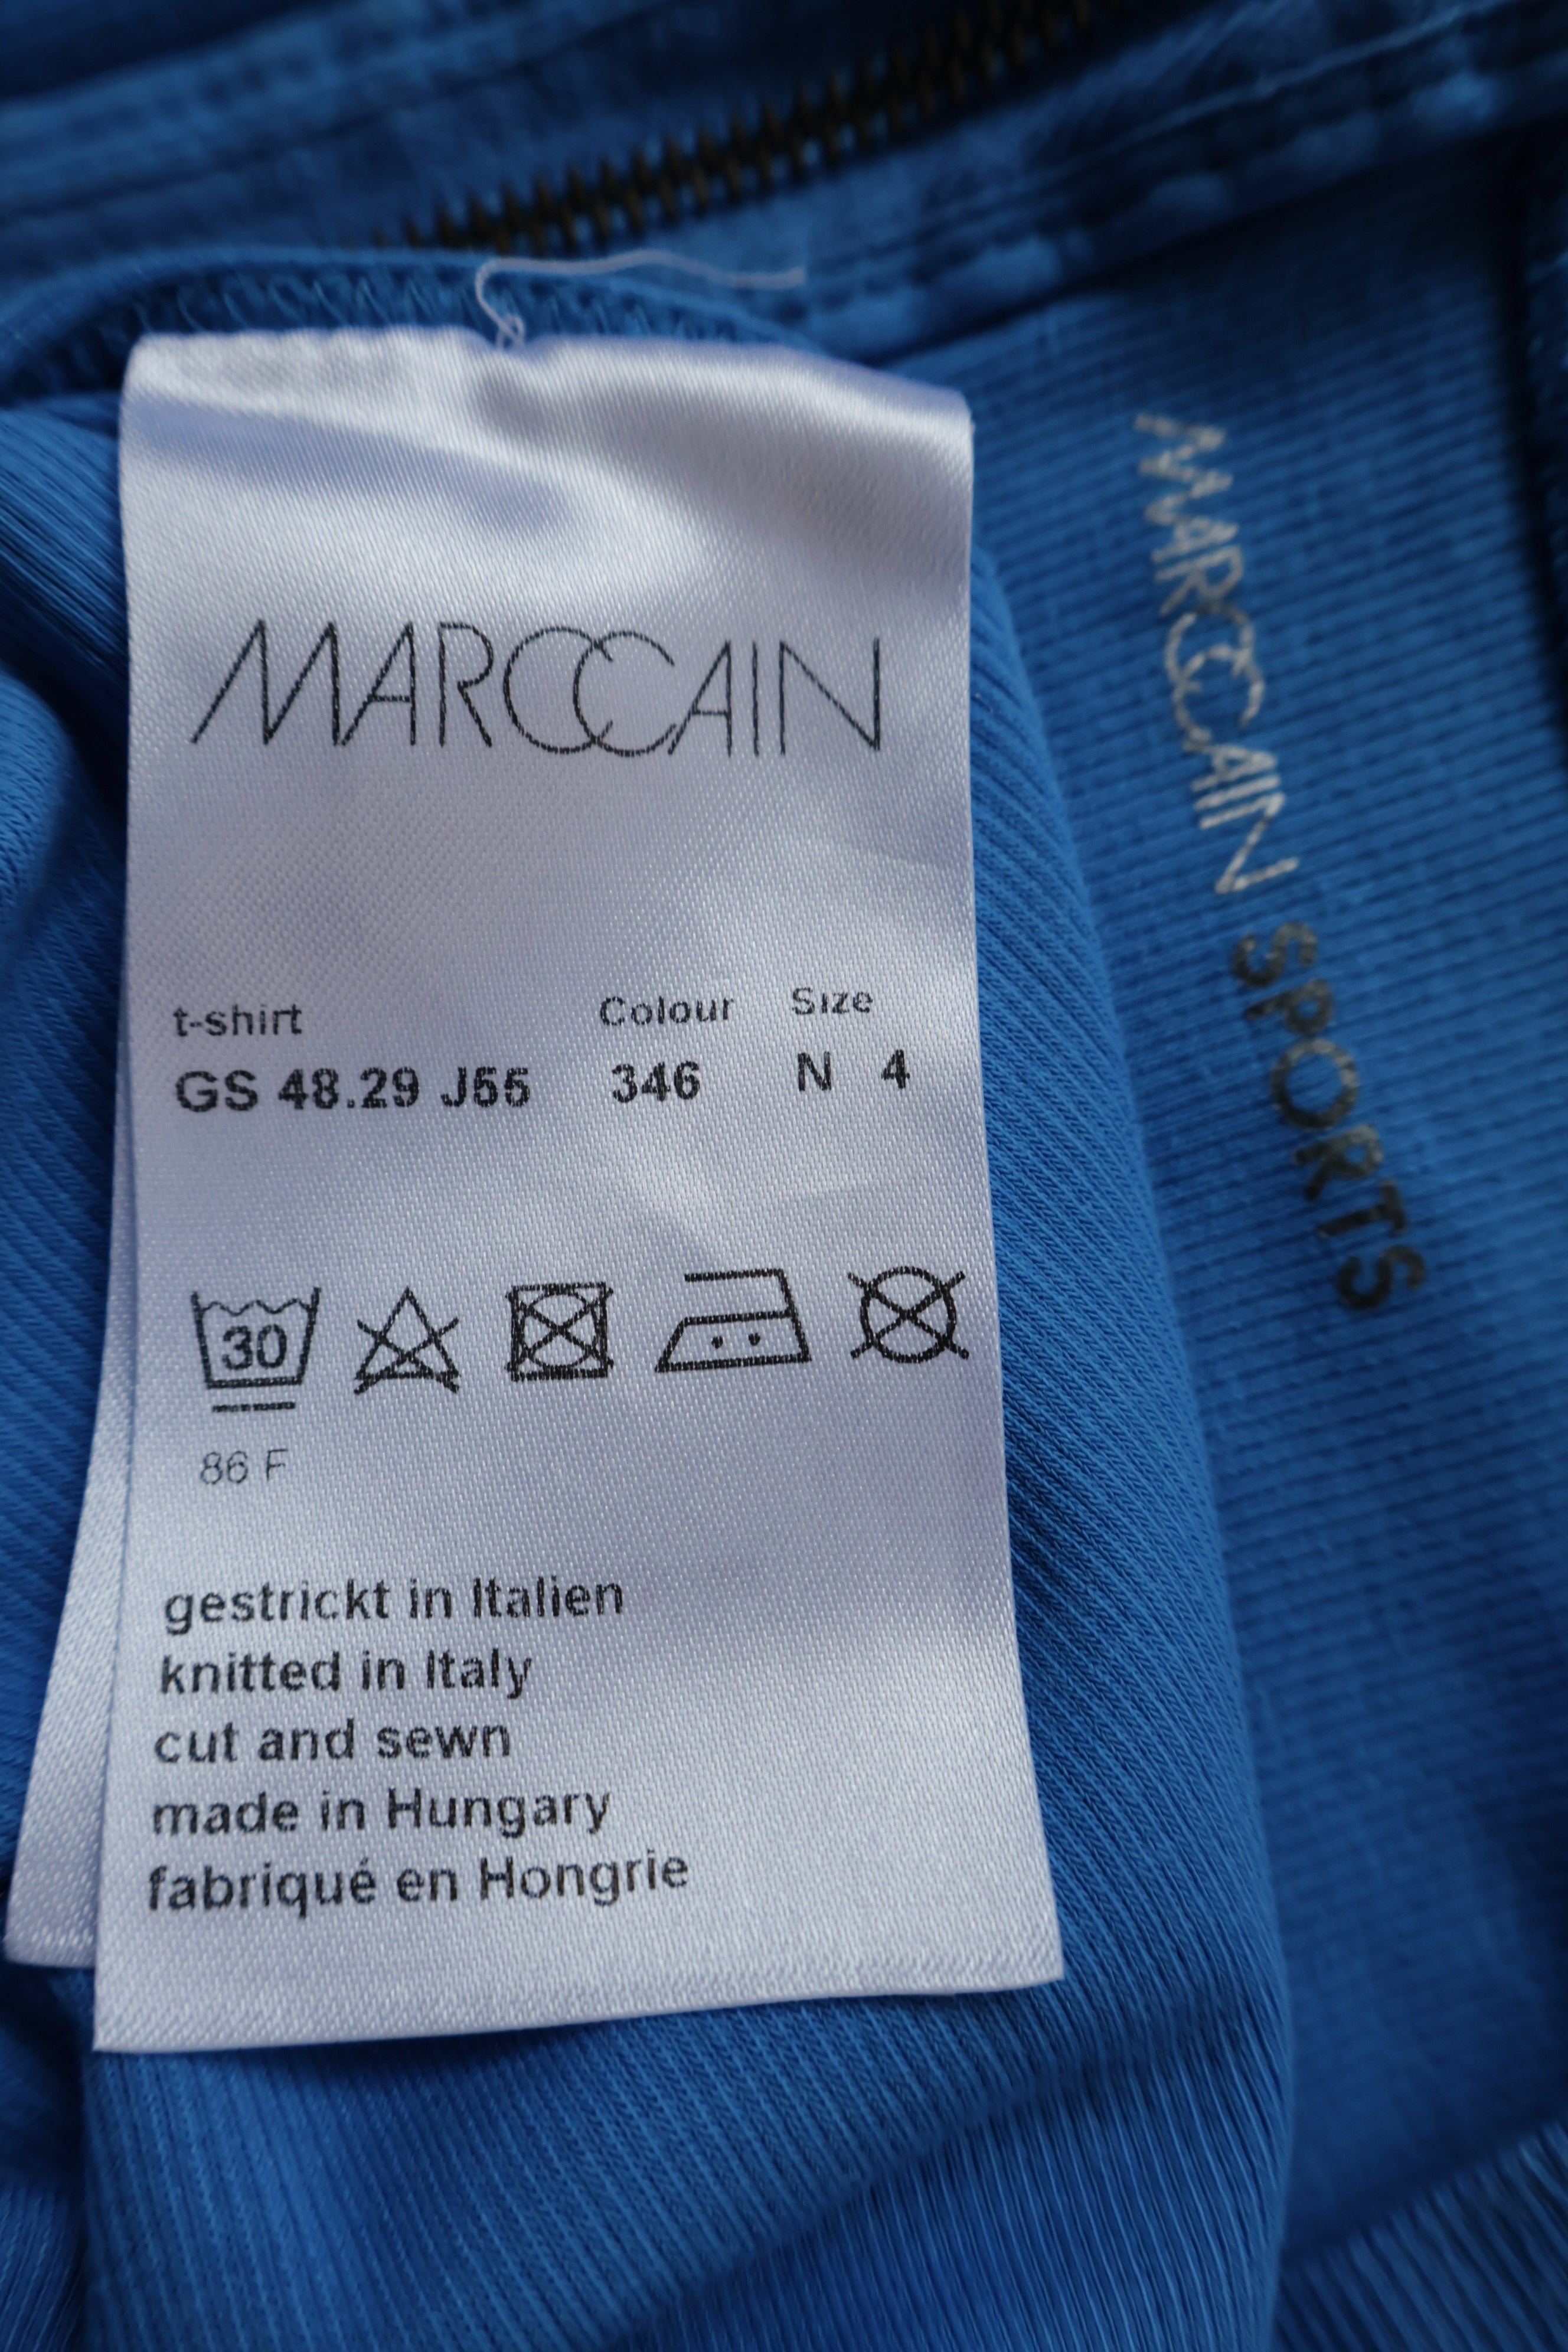 MARCCAIN
t-shirt Colour Size
GS 48.29 J55 346 N 4
30
86 F
gestrickt in Italien
knitted in Italy
cut and sewn
made in Hungary
fabriqué en Hongrie
MARCCAIN SPORTS